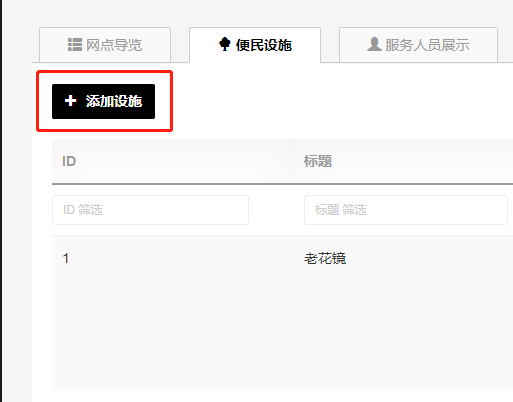 网点导览 便民设施 服务人员展示
添加设施
ID 标题
ID 筛选 标题 筛选
1 老花镜